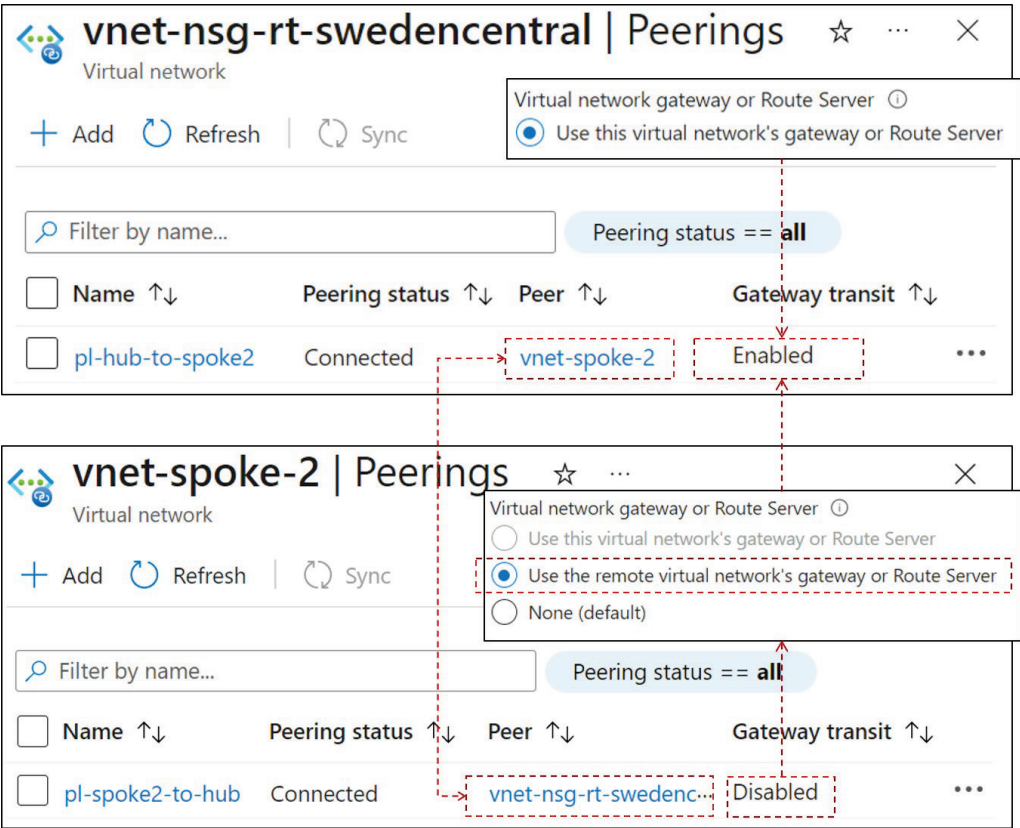 vnet-nsg-rt-swedencentral | Peerings
Virtual network
Virtual network gateway or Route Server
Use this virtual network's gateway or Route Server
Add Refresh Sync
Filter by name...
Peering status == all
Name Peering status Peer Gateway transit
pl-hub-to-spoke2 Connected vnet-spoke-2 Enabled
vnet-spoke-2 | Peerings
Virtual network
Virtual network gateway or Route Server
Use this virtual network's gateway or Route Server
Use the remote virtual network's gateway or Route Server
None (default)
Add Refresh Sync
Filter by name...
Peering status == all
Name Peering status Peer Gateway transit
pl-spoke2-to-hub Connected vnet-nsg-rt-swedenc... Disabled